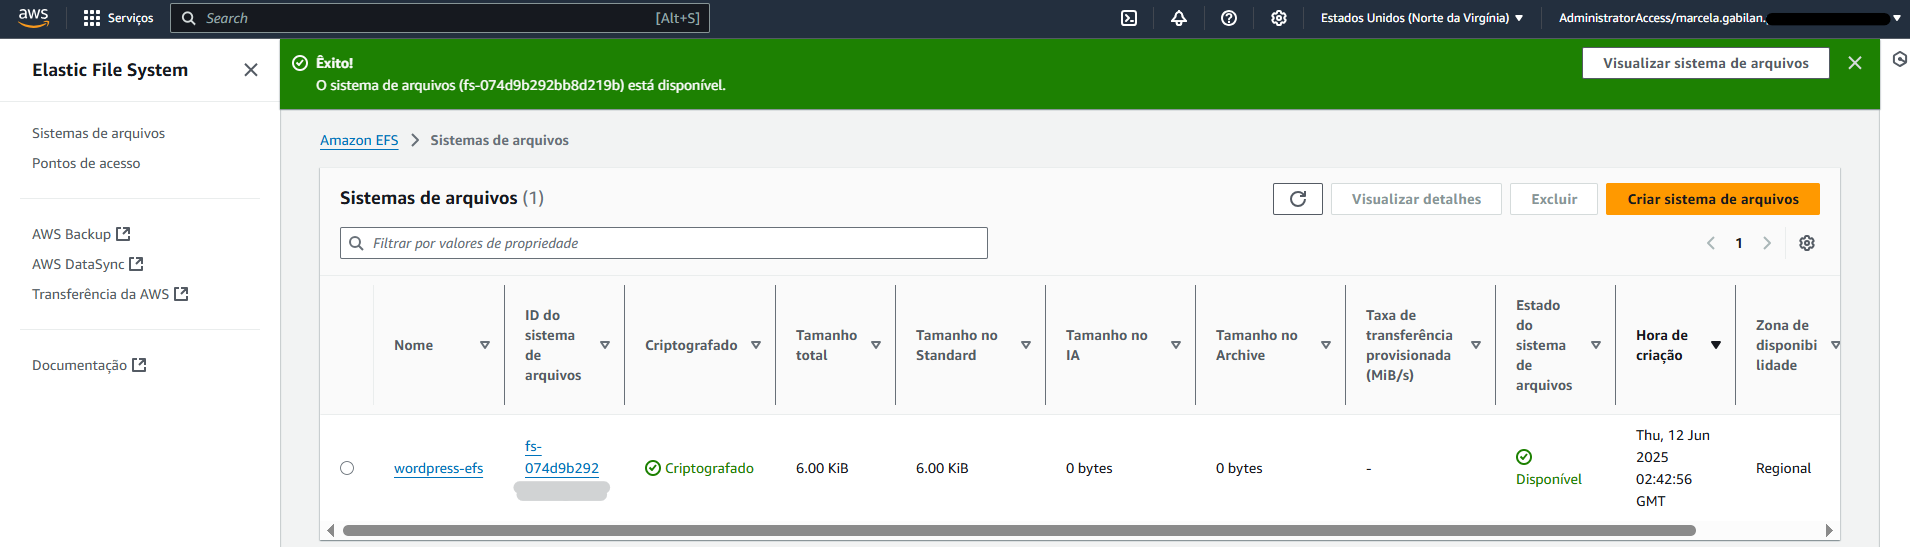 aws
Serviços
Search
[Alt+S]
Estados Unidos (Norte da Virgínia)
AdministratorAccess/marcela.gabilan.
Elastic File System
Êxito!
O sistema de arquivos (fs-074d9b292bb8d219b) está disponível.
Visualizar sistema de arquivos
Sistemas de arquivos
Pontos de acesso
AWS Backup
AWS DataSync
Transferência da AWS
Documentação
Amazon EFS
Sistemas de arquivos
Sistemas de arquivos (1)
Visualizar detalhes
Excluir
Criar sistema de arquivos
Filtrar por valores de propriedade
1
Nome
ID do
sistema
de
arquivos
Criptografado
Tamanho
total
Tamanho no
Standard
Tamanho no
IA
Tamanho no
Archive
Taxa de
transferência
provisionada
(MiB/s)
Estado
do
sistema
de
arquivos
Hora de
criação
Zona de
disponibi
lidade
wordpress-efs
fs-
074d9b292
Criptografado
6.00 KiB
6.00 KiB
0 bytes
0 bytes
-
Disponível
Thu, 12 Jun
2025
02:42:56
GMT
Regional